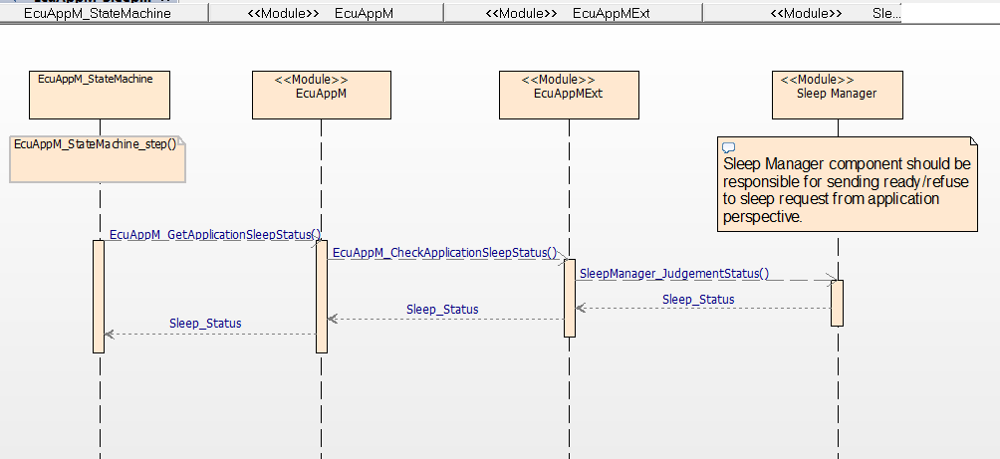 EcuAppM_StateMachine <<Module>> EcuAppM <<Module>> EcuAppMExt <<Module>> Sle...
EcuAppM_StateMachine
<<Module>>
EcuAppM
<<Module>>
EcuAppMExt
<<Module>>
Sleep Manager
EcuAppM_StateMachine_step()
Sleep Manager component should be
responsible for sending ready/refuse
to sleep request from application
perspective.
EcuAppM_GetApplicationSleepStatus()
EcuAppM_CheckApplicationSleepStatus()
SleepManager_JudgementStatus()
Sleep_Status
Sleep_Status
Sleep_Status